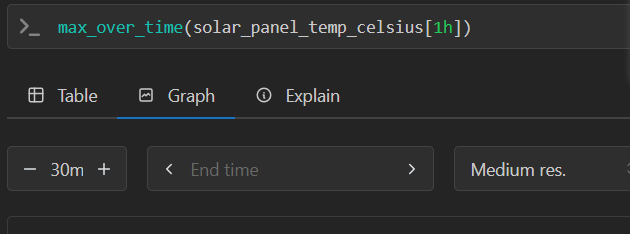 max_over_time(solar_panel_temp_celsius[1h])
Table Graph Explain
30m End time Medium res.